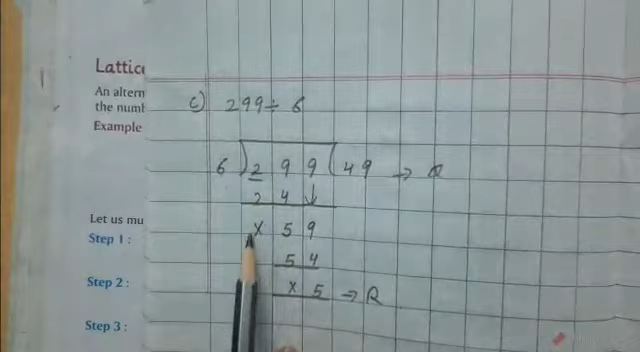 Lattic
An altern
the numb
Example
Let us mu
Step 1 :
Step 2 :
Step 3 :
c) 299 ÷ 6
6 ) 2 9 9 ( 49 → Q
2 4 ↓
x 5 9
5 4
x 5 → R